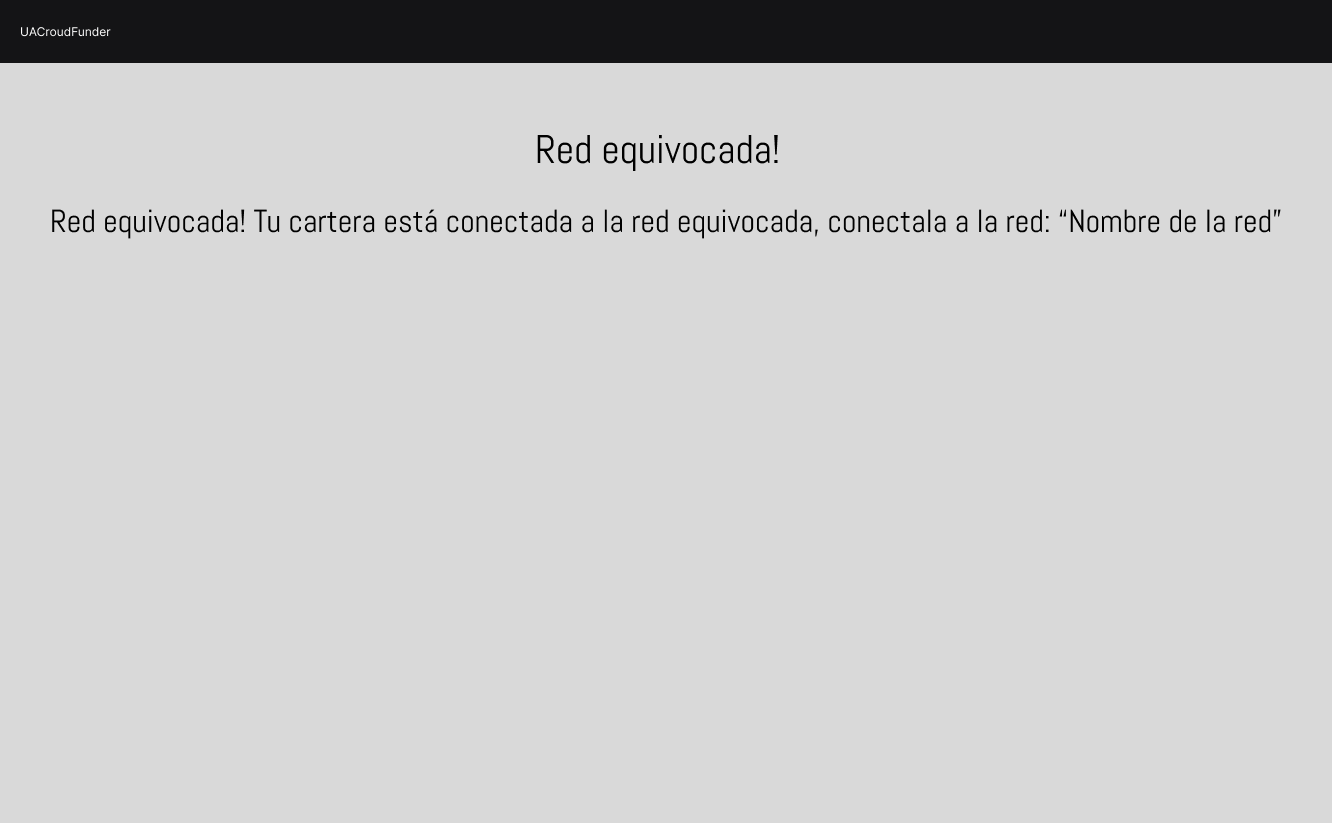 UACroudFunder
Red equivocada!
Red equivocada! Tu cartera está conectada a la red equivocada, conectala a la red: “Nombre de la red”